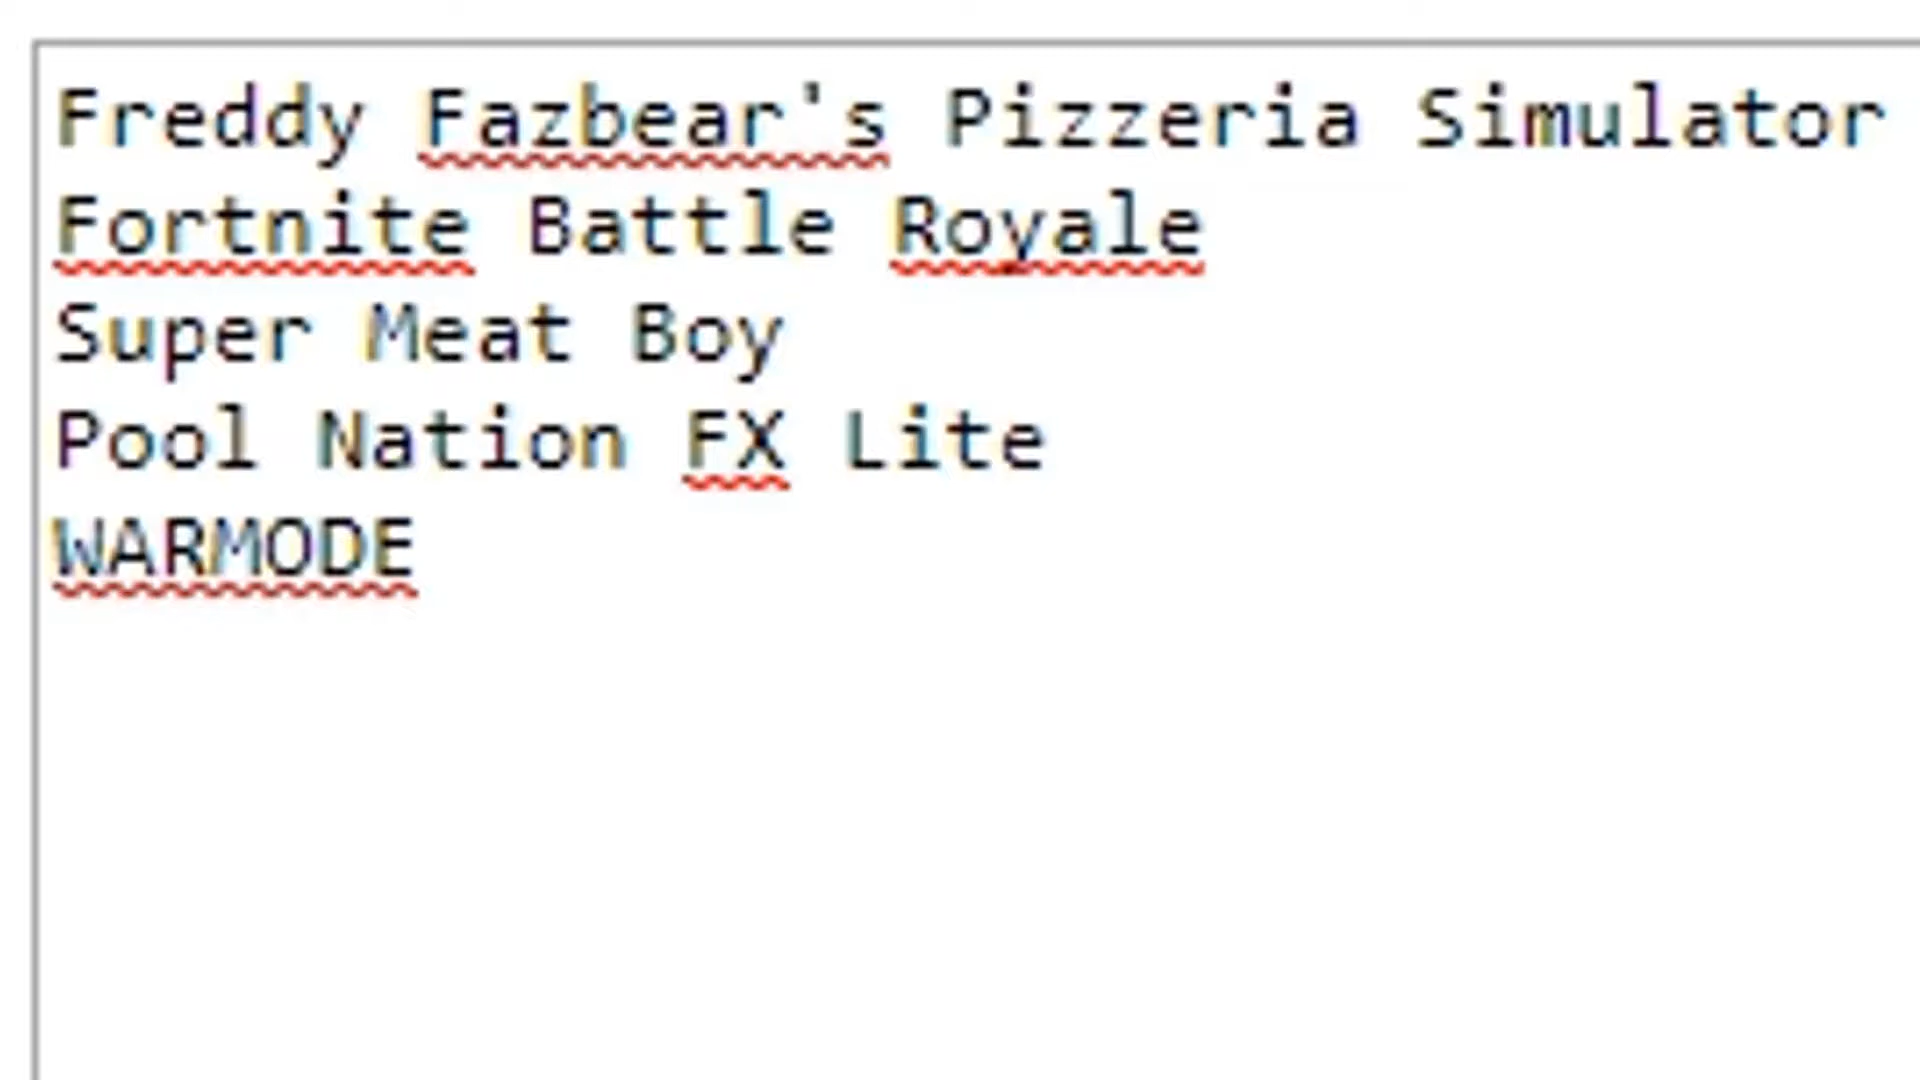 Freddy Fazbear's Pizzeria Simulator
Fortnite Battle Royale
Super Meat Boy
Pool Nation FX Lite
WARMODE